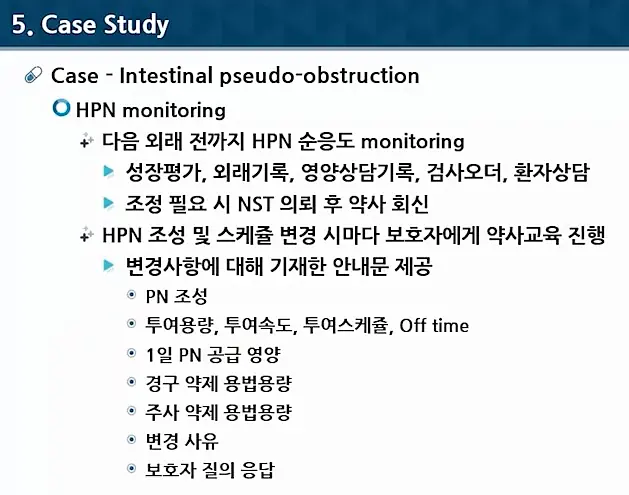 5. Case Study
Case - Intestinal pseudo-obstruction
HPN monitoring
다음 외래 전까지 HPN 순응도 monitoring
성장평가, 외래기록, 영양상담기록, 검사오더, 환자상담
조정 필요 시 NST 의뢰 후 약사 회신
HPN 조성 및 스케쥴 변경 시마다 보호자에게 약사교육 진행
변경사항에 대해 기재한 안내문 제공
PN 조성
투여용량, 투여속도, 투여스케쥴, Off time
1일 PN 공급 영양
경구 약제 용법용량
주사 약제 용법용량
변경 사유
보호자 질의 응답